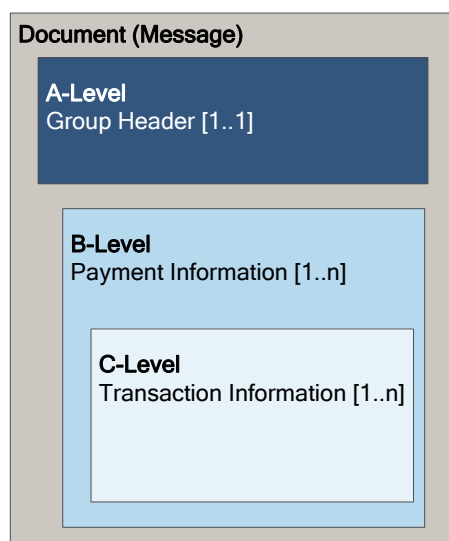 Document (Message)
A-Level
Group Header [1..1]
B-Level
Payment Information [1..n]
C-Level
Transaction Information [1..n]